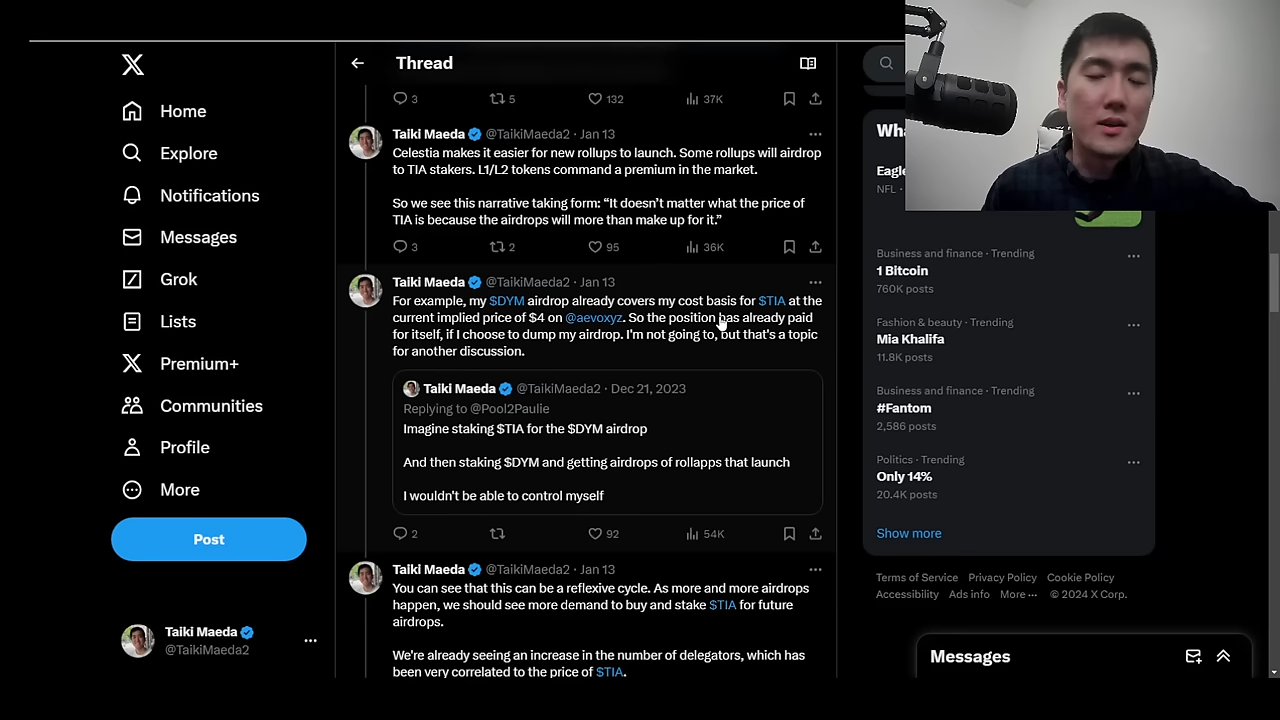 Thread
Home
Explore
Notifications
Messages
Grok
Lists
Premium+
Communities
Profile
More
Post
Taiki Maeda
@TaikiMaeda2
3 5 132 37K
Taiki Maeda @TaikiMaeda2 · Jan 13
Celestia makes it easier for new rollups to launch. Some rollups will airdrop
to TIA stakers. L1/L2 tokens command a premium in the market.
So we see this narrative taking form: “It doesn’t matter what the price of
TIA is because the airdrops will more than make up for it.”
3 2 95 36K
Taiki Maeda @TaikiMaeda2 · Jan 13
For example, my $DYM airdrop already covers my cost basis for $TIA at the
current implied price of $4 on @aevoxyz. So the position has already paid
for itself, if I choose to dump my airdrop. I'm not going to, but that's a topic
for another discussion.
Taiki Maeda @TaikiMaeda2 · Dec 21, 2023
Replying to @Pool2Paulie
Imagine staking $TIA for the $DYM airdrop
And then staking $DYM and getting airdrops of rollapps that launch
I wouldn't be able to control myself
2 92 54K
Taiki Maeda @TaikiMaeda2 · Jan 13
You can see that this can be a reflexive cycle. As more and more airdrops
happen, we should see more demand to buy and stake $TIA for future
airdrops.
We're already seeing an increase in the number of delegators, which has
been very correlated to the price of $TIA.
Wha
Eagle
NFL ·
Business and finance · Trending
1 Bitcoin
760K posts
Fashion & beauty · Trending
Mia Khalifa
11.8K posts
Business and finance · Trending
#Fantom
2,586 posts
Politics · Trending
Only 14%
20.4K posts
Show more
Terms of Service Privacy Policy Cookie Policy
Accessibility Ads info More ··· © 2024 X Corp.
Messages